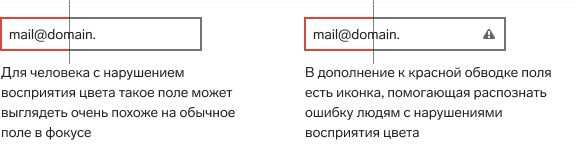 mail@domain.
Для человека с нарушением
восприятия цвета такое поле может
выглядеть очень похоже на обычное
поле в фокусе
mail@domain.
В дополнение к красной обводке поля
есть иконка, помогающая распознать
ошибку людям с нарушениями
восприятия цвета